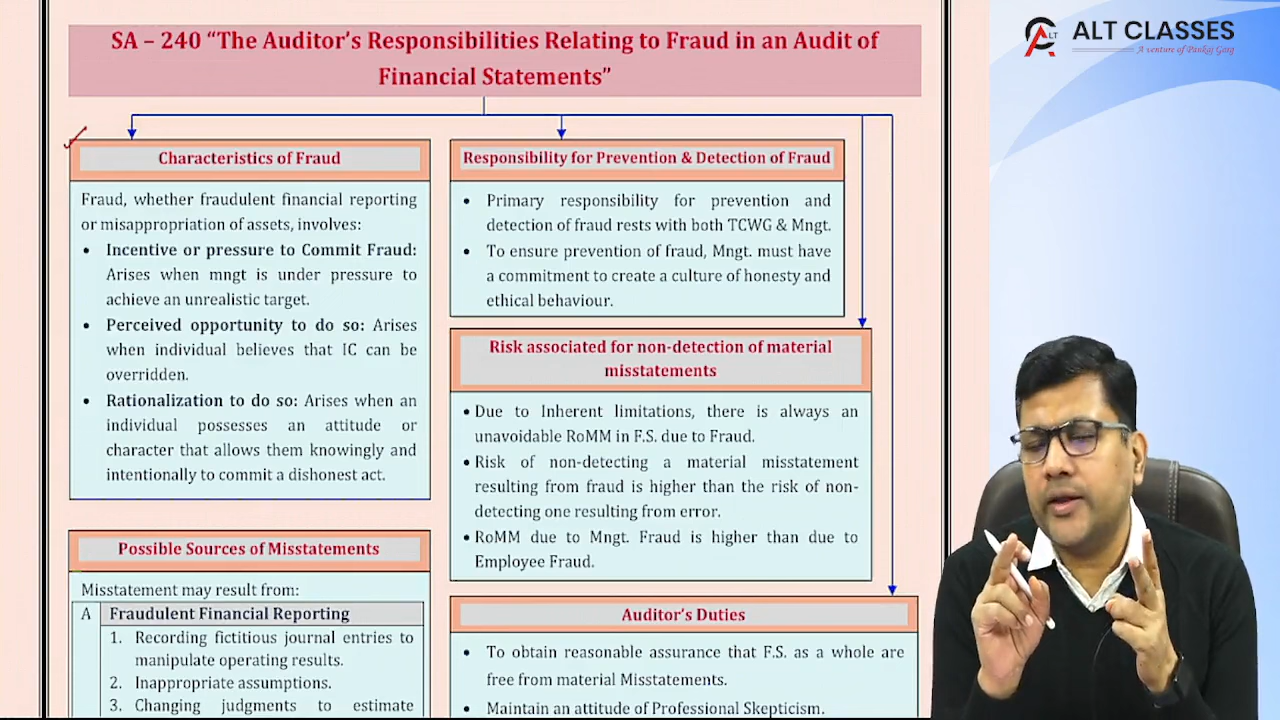 SA – 240 “The Auditor’s Responsibilities Relating to Fraud in an Audit of
Financial Statements”
ALT CLASSES
A venture of Pankaj Garg
LT
Characteristics of Fraud
Fraud, whether fraudulent financial reporting
or misappropriation of assets, involves:
• Incentive or pressure to Commit Fraud:
Arises when mngt is under pressure to
achieve an unrealistic target.
• Perceived opportunity to do so: Arises
when individual believes that IC can be
overridden.
• Rationalization to do so: Arises when an
individual possesses an attitude or
character that allows them knowingly and
intentionally to commit a dishonest act.
Possible Sources of Misstatements
Misstatement may result from:
A Fraudulent Financial Reporting
1. Recording fictitious journal entries to
manipulate operating results.
2. Inappropriate assumptions.
3. Changing judgments to estimate
Responsibility for Prevention & Detection of Fraud
• Primary responsibility for prevention and
detection of fraud rests with both TCWG & Mngt.
• To ensure prevention of fraud, Mngt. must have
a commitment to create a culture of honesty and
ethical behaviour.
Risk associated for non-detection of material
misstatements
• Due to Inherent limitations, there is always an
unavoidable RoMM in F.S. due to Fraud.
• Risk of non-detecting a material misstatement
resulting from fraud is higher than the risk of non-
detecting one resulting from error.
• RoMM due to Mngt. Fraud is higher than due to
Employee Fraud.
Auditor’s Duties
• To obtain reasonable assurance that F.S. as a whole are
free from material Misstatements.
• Maintain an attitude of Professional Skepticism.